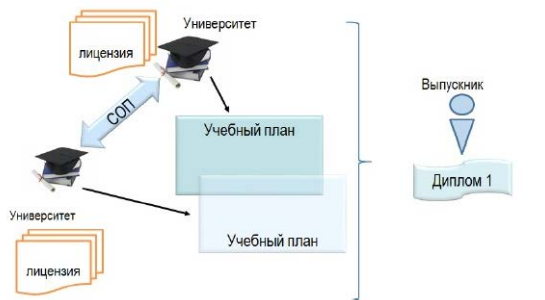 Университет
лицензия
СОП
Учебный план
Выпускник
Диплом 1
Университет
Учебный план
лицензия